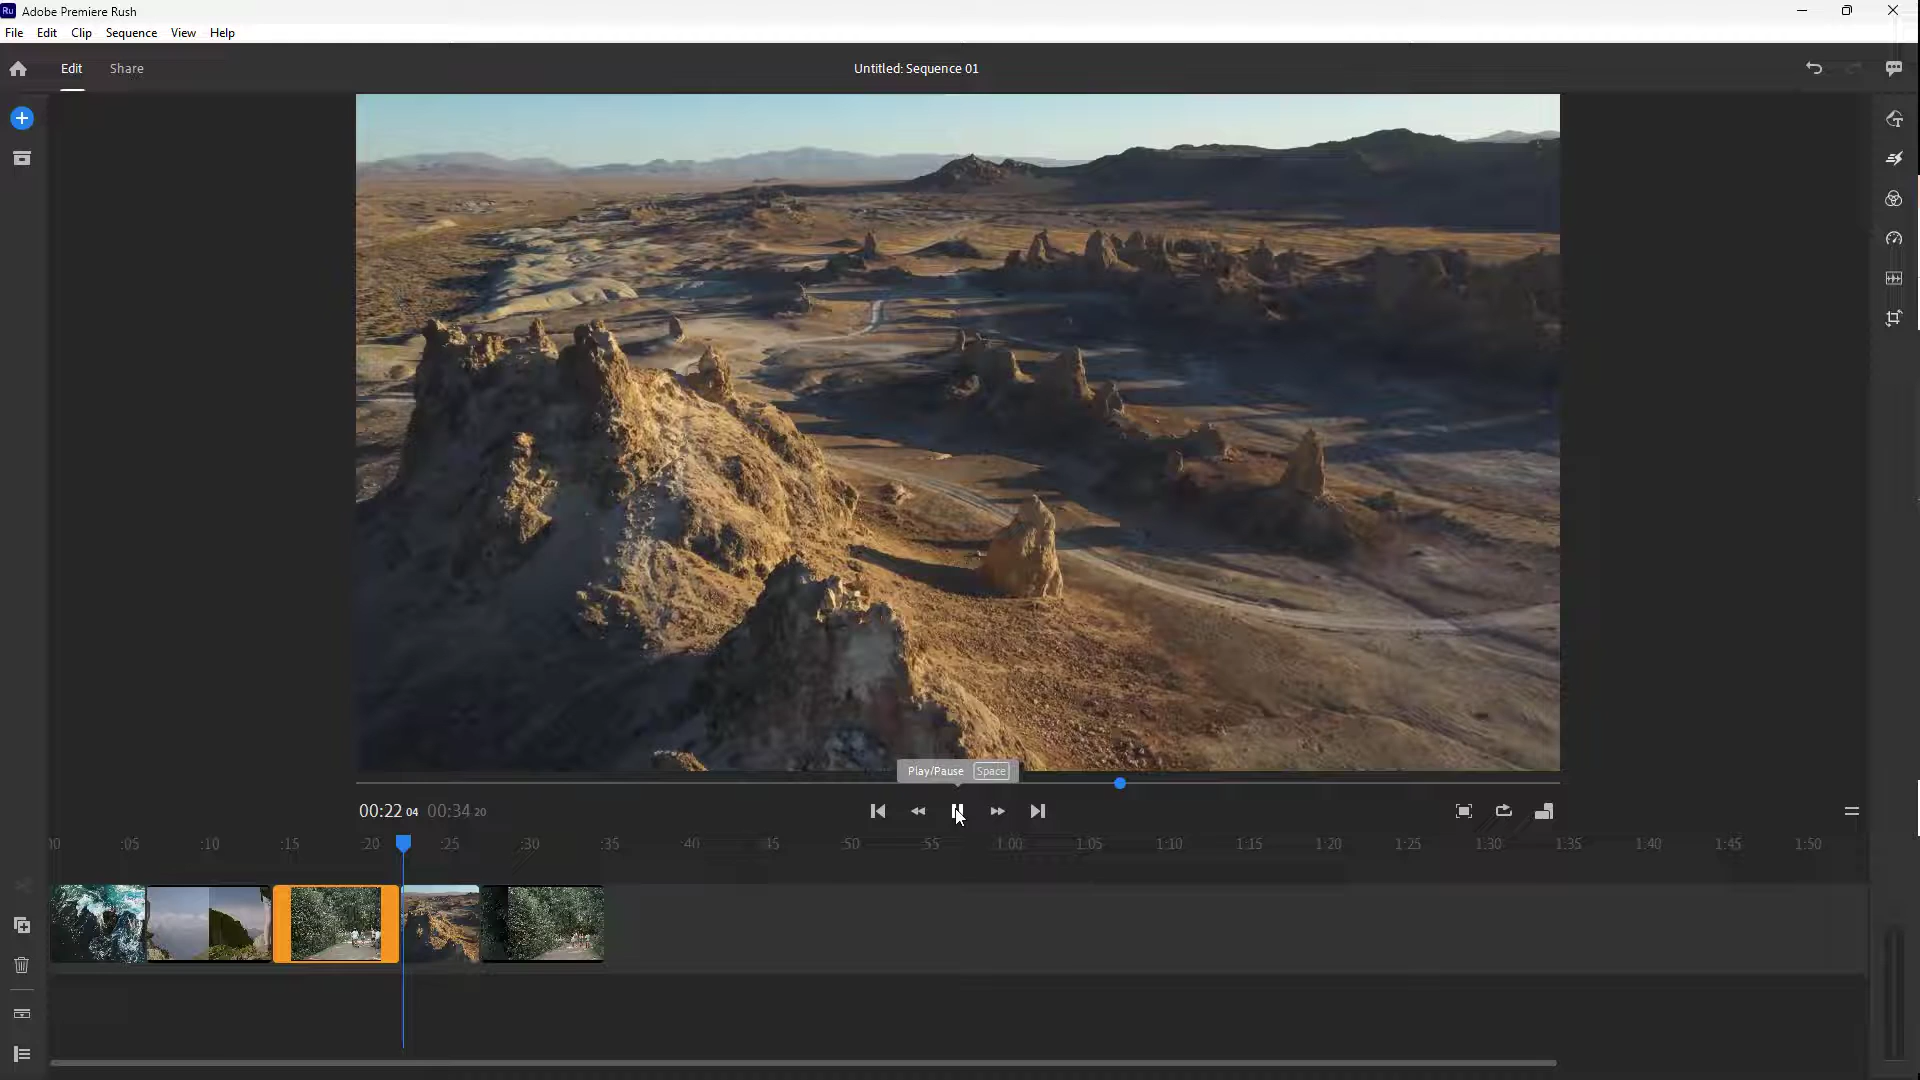 Ru Adobe Premiere Rush
File Edit Clip Sequence View Help
Edit Share Untitled: Sequence 01
Play/Pause Space
00:22 04 00:34 20
:05 :10 :15 :20 :25 :30 :35 :40 :50 :55 1:00 1:05 1:10 1:15 1:20 1:25 1:30 1:35 1:40 1:45 1:50